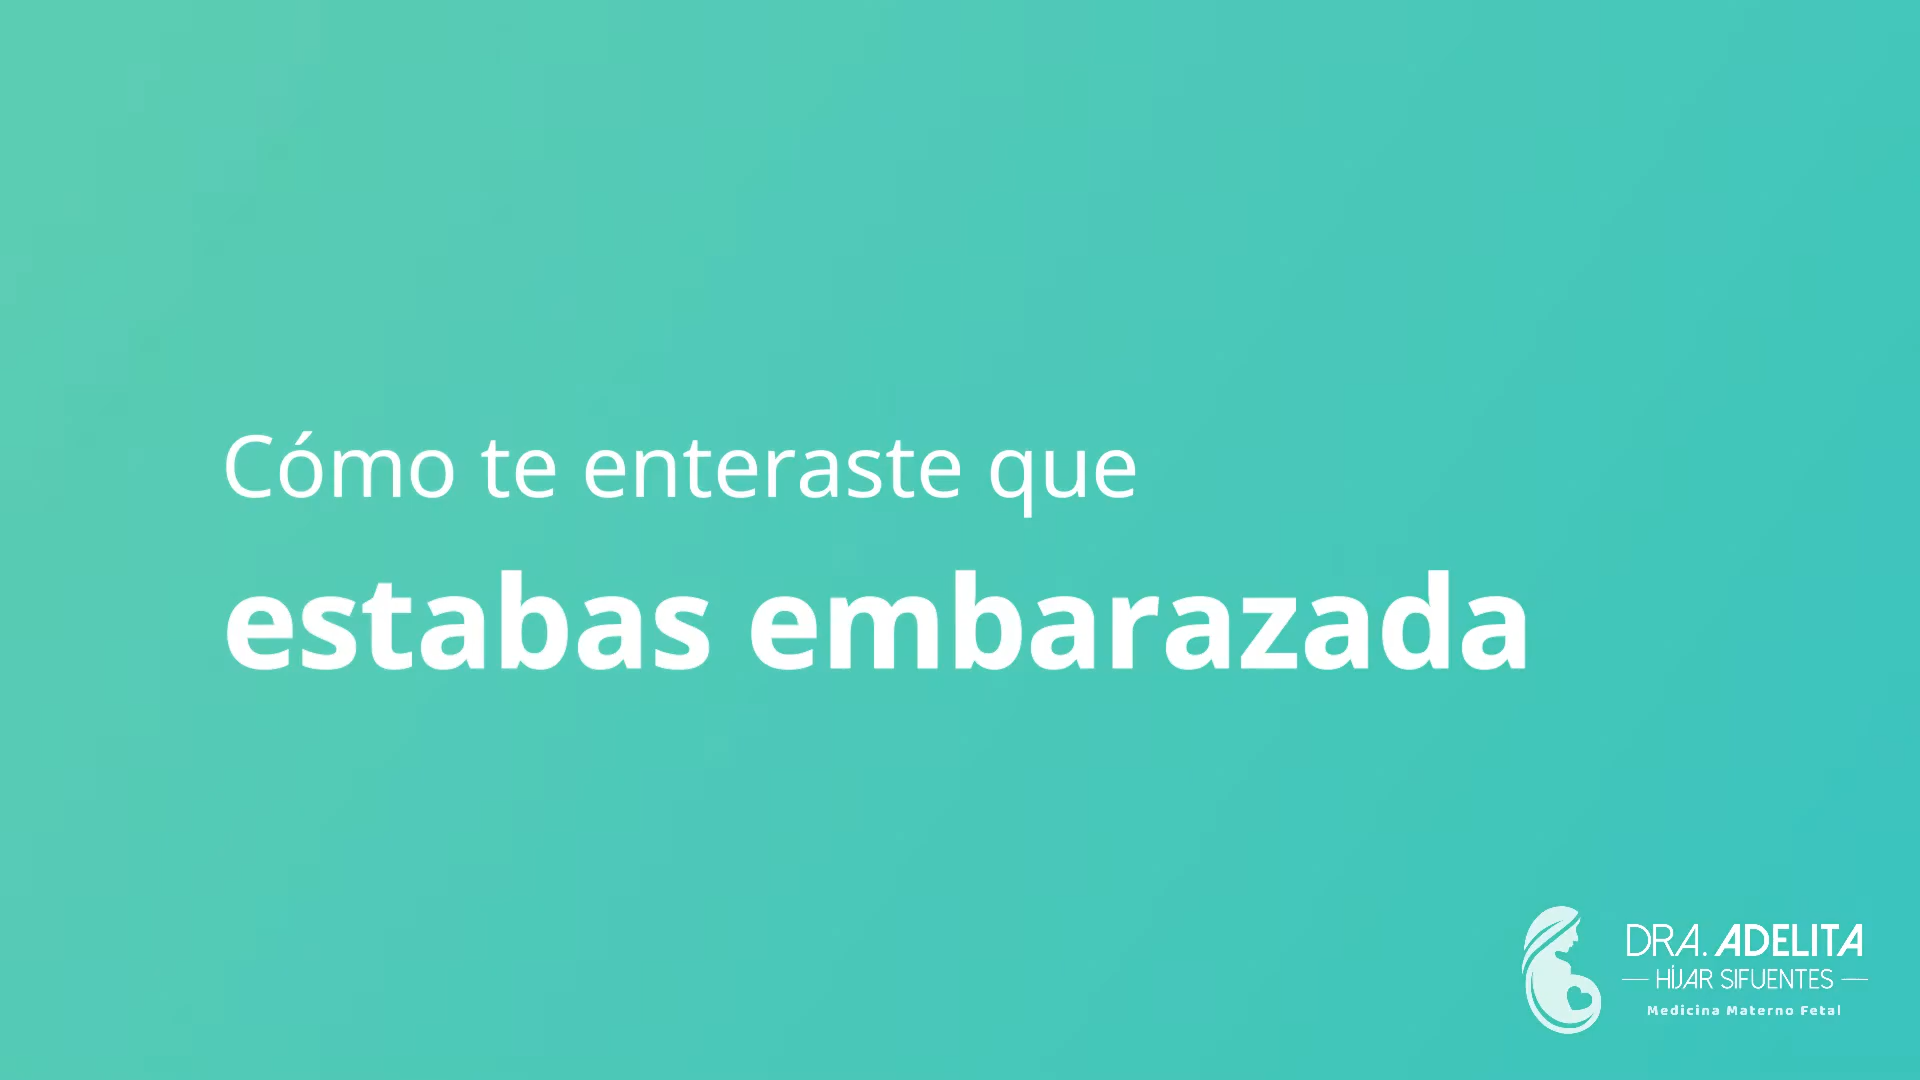 Cómo te enteraste que
estabas embarazada
DRA. ADELITA
HÍJAR SIFUENTES
Medicina Materno Fetal